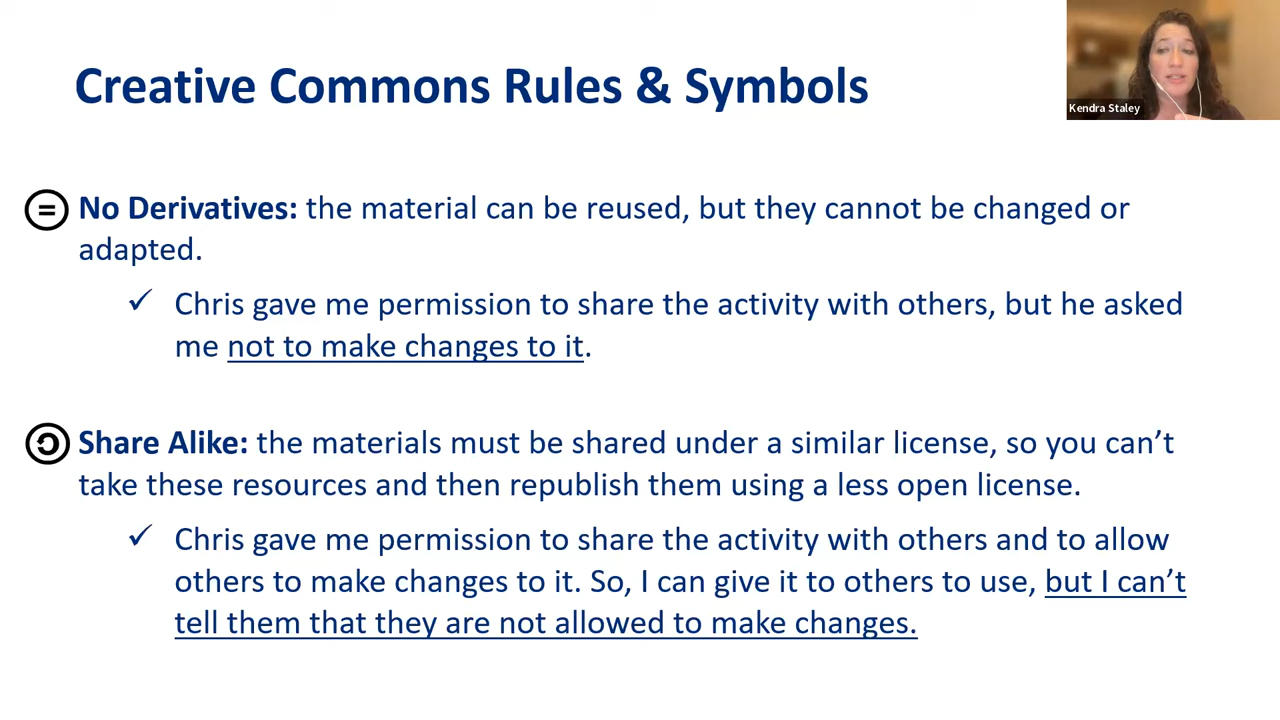 Creative Commons Rules & Symbols
Kendra Staley
No Derivatives: the material can be reused, but they cannot be changed or
adapted.
✓ Chris gave me permission to share the activity with others, but he asked
me not to make changes to it.
Share Alike: the materials must be shared under a similar license, so you can’t
take these resources and then republish them using a less open license.
✓ Chris gave me permission to share the activity with others and to allow
others to make changes to it. So, I can give it to others to use, but I can’t
tell them that they are not allowed to make changes.